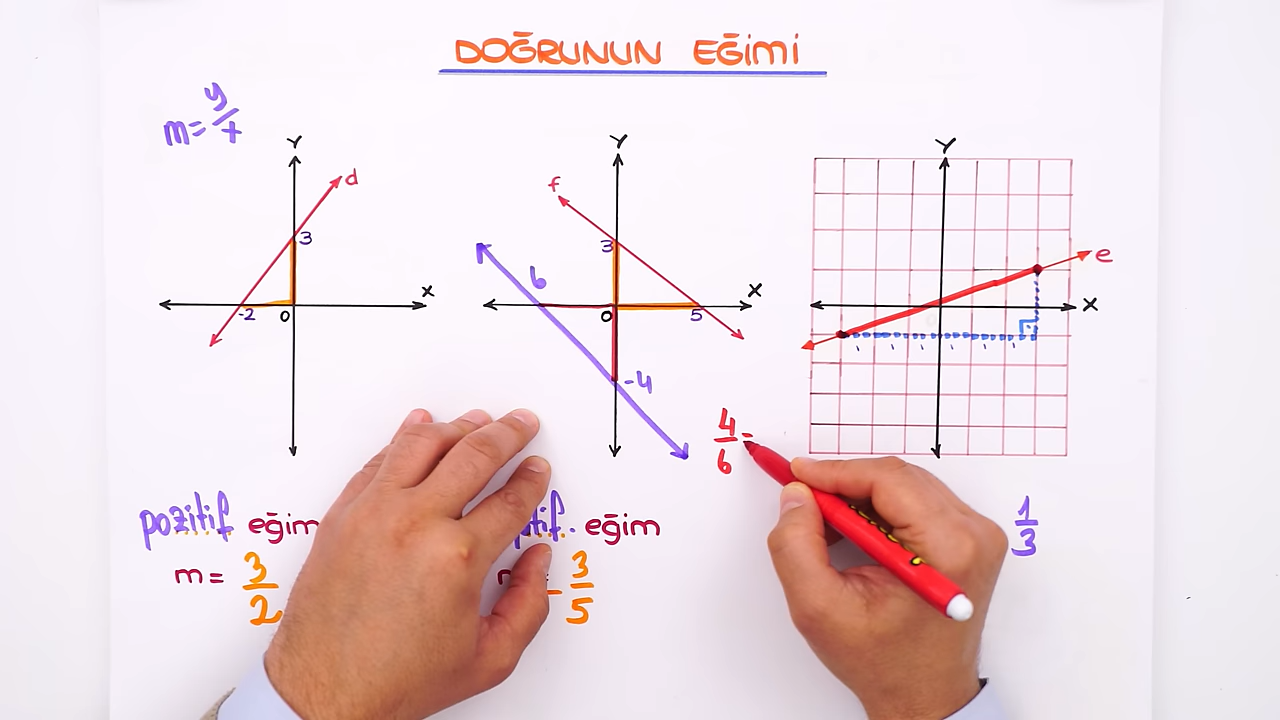 DOĞRUNUN EĞİMİ
m = y/x
Y
d
3
X
-2
0
Y
f
3
6
X
0
5
-4
4/6 =
Y
e
X
pozitif eğim
m = 3/2
eğim
- 3/5
1/3